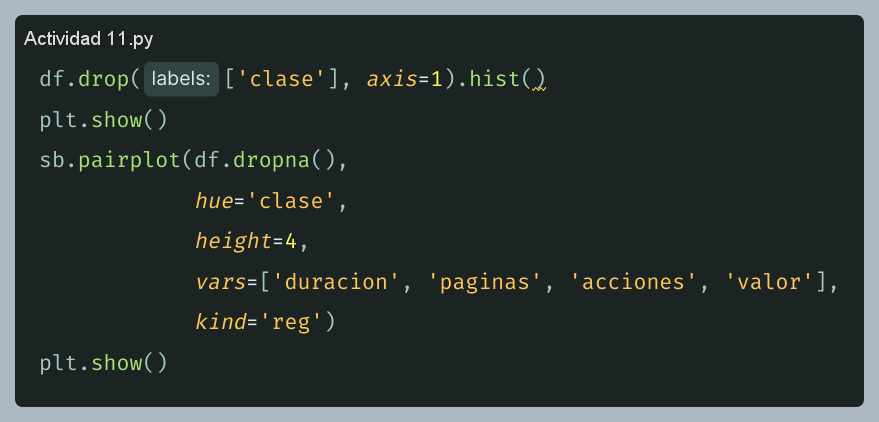 Actividad 11.py
df.drop(labels:['clase'], axis=1).hist()
plt.show()
sb.pairplot(df.dropna(),
hue='clase',
height=4,
vars=['duracion', 'paginas', 'acciones', 'valor'],
kind='reg')
plt.show()